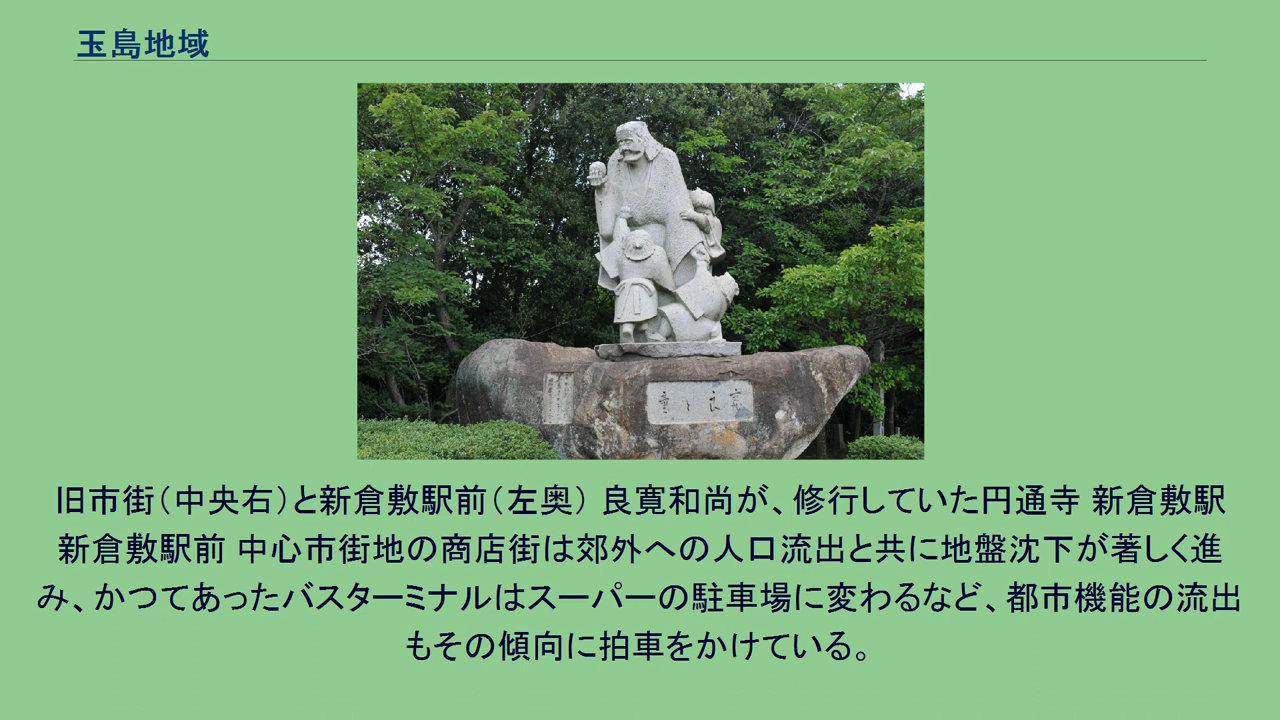 玉島地域
旧市街（中央右）と新倉敷駅前（左奥） 良寛和尚が、修行していた円通寺 新倉敷駅
新倉敷駅前 中心市街地の商店街は郊外への人口流出と共に地盤沈下が著しく進
み、かつてあったバスターミナルはスーパーの駐車場に変わるなど、都市機能の流出
もその傾向に拍車をかけている。